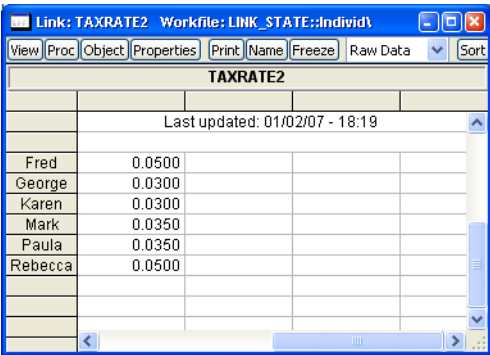 Link: TAXRATE2 Workfile: LINK_STATE::Individ\
View Proc Object Properties Print Name Freeze Raw Data Sort
TAXRATE2
Last updated: 01/02/07 - 18:19
Fred 0.0500
George 0.0300
Karen 0.0300
Mark 0.0350
Paula 0.0350
Rebecca 0.0500